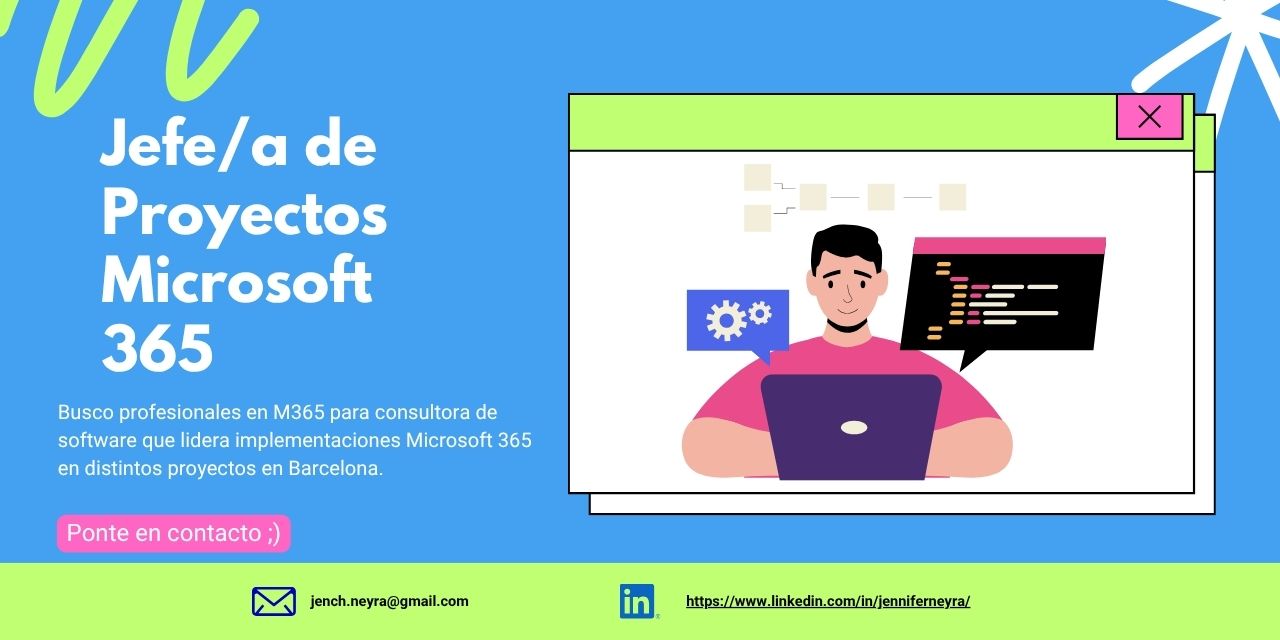 Jefe/a de
Proyectos
Microsoft
365
Busco profesionales en M365 para consultora de
software que lidera implementaciones Microsoft 365
en distintos proyectos en Barcelona.
Ponte en contacto ;)
jench.neyra@gmail.com
in
https://www.linkedin.com/in/jenniferneyra/